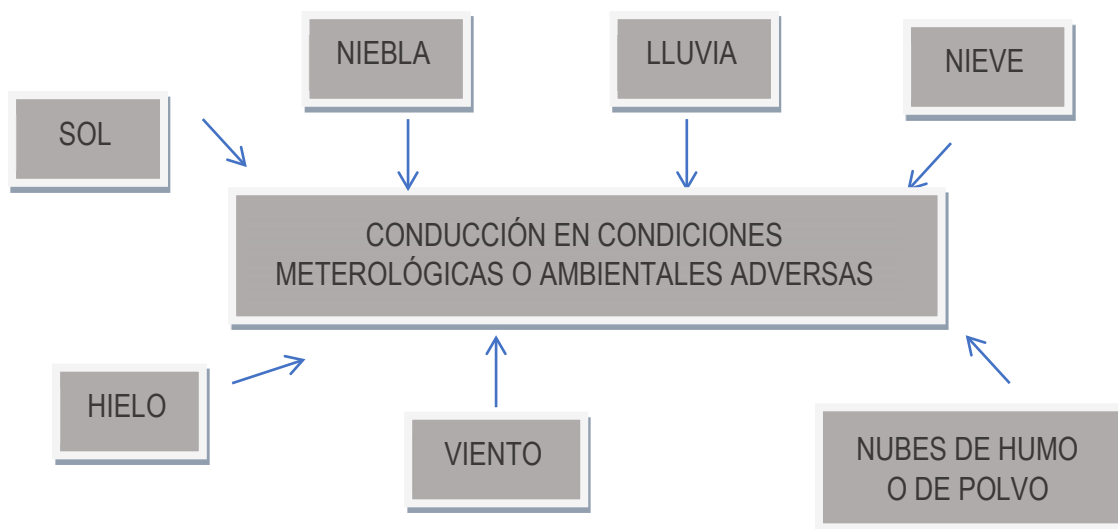 NIEBLA
LLUVIA
NIEVE
SOL
CONDUCCIÓN EN CONDICIONES
METEROLÓGICAS O AMBIENTALES ADVERSAS
HIELO
VIENTO
NUBES DE HUMO
O DE POLVO